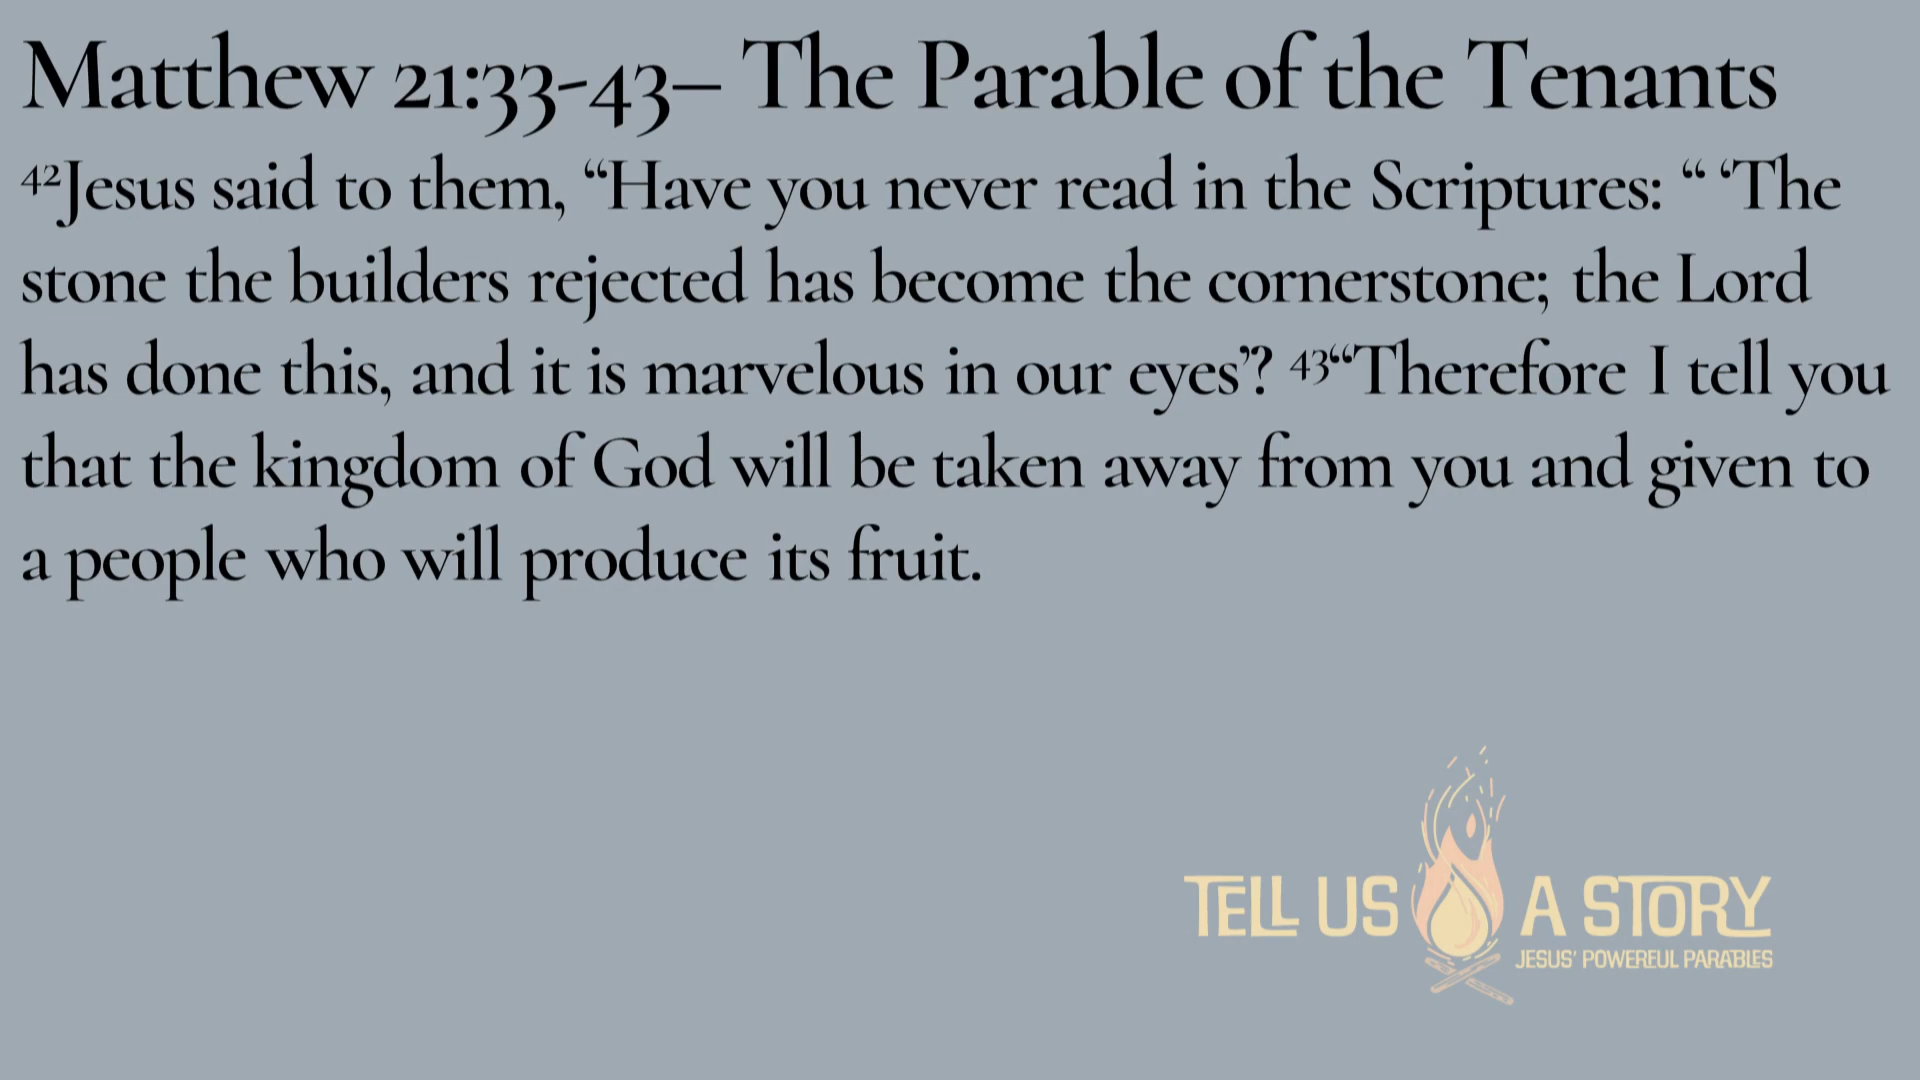 Matthew 21:33-43– The Parable of the Tenants
⁴²Jesus said to them, “Have you never read in the Scriptures: “ ‘The
stone the builders rejected has become the cornerstone; the Lord
has done this, and it is marvelous in our eyes’? ⁴³“Therefore I tell you
that the kingdom of God will be taken away from you and given to
a people who will produce its fruit.
TELL US A STORY
JESUS' POWERFUL PARABLES